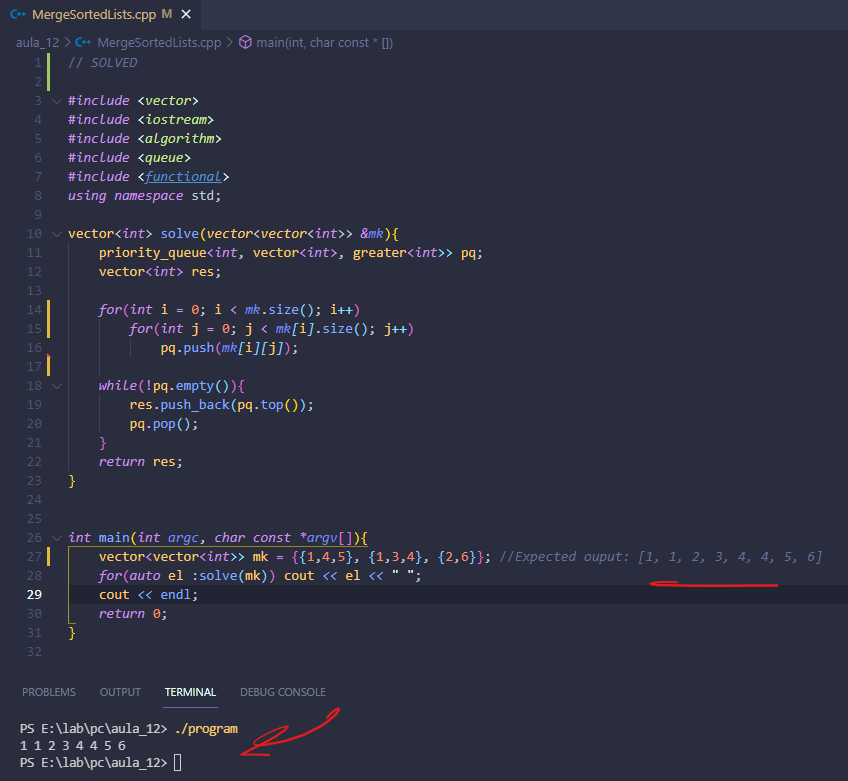 C++ MergeSortedLists.cpp M ×
aula_12 > C++ MergeSortedLists.cpp > main(int, char const * [])
1 // SOLVED
2
3 #include <vector>
4 #include <iostream>
5 #include <algorithm>
6 #include <queue>
7 #include <functional>
8 using namespace std;
9
10 vector<int> solve(vector<vector<int>> &mk){
11 priority_queue<int, vector<int>, greater<int>> pq;
12 vector<int> res;
13
14 for(int i = 0; i < mk.size(); i++)
15 for(int j = 0; j < mk[i].size(); j++)
16 pq.push(mk[i][j]);
17
18 while(!pq.empty()){
19 res.push_back(pq.top());
20 pq.pop();
21 }
22 return res;
23 }
24
25
26 int main(int argc, char const *argv[]){
27 vector<vector<int>> mk = {{1,4,5}, {1,3,4}, {2,6}}; //Expected ouput: [1, 1, 2, 3, 4, 4, 5, 6]
28 for(auto el :solve(mk)) cout << el << " ";
29 cout << endl;
30 return 0;
31 }
32
PROBLEMS OUTPUT TERMINAL DEBUG CONSOLE
PS E:\lab\pc\aula_12> ./program
1 1 2 3 4 4 5 6
PS E:\lab\pc\aula_12>